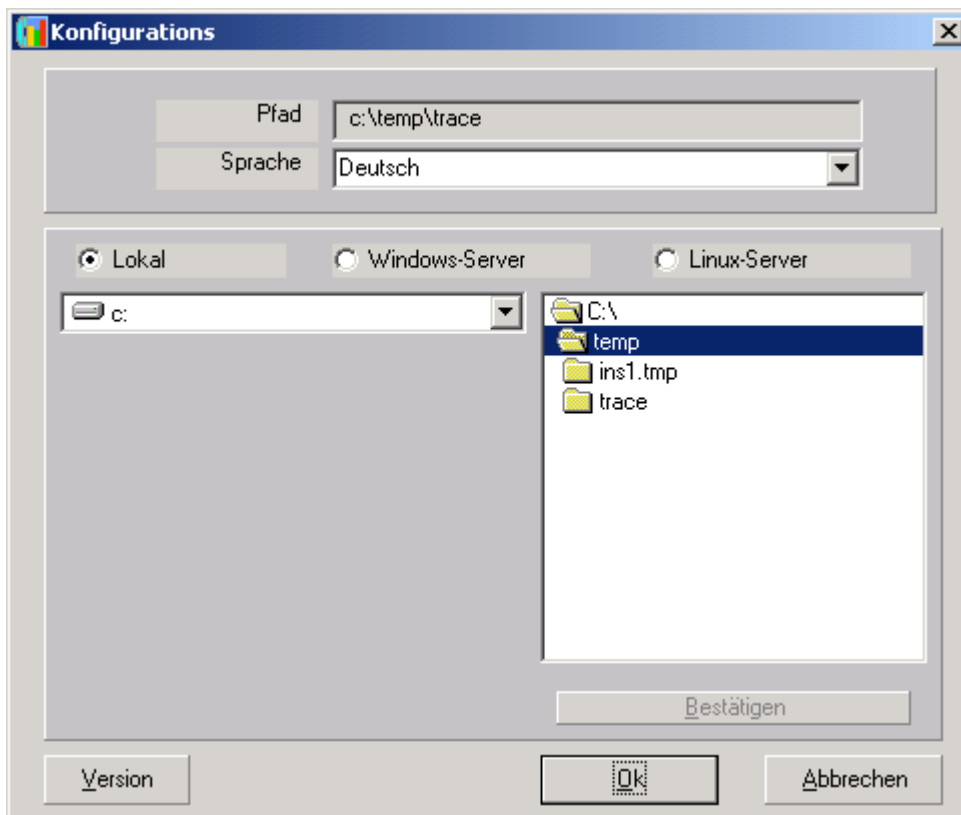 Konfigurations
Pfad c:\temp\trace
Sprache Deutsch
Lokal Windows-Server Linux-Server
c:
C:\
temp
ins1.tmp
trace
Bestätigen
Version Ok Abbrechen